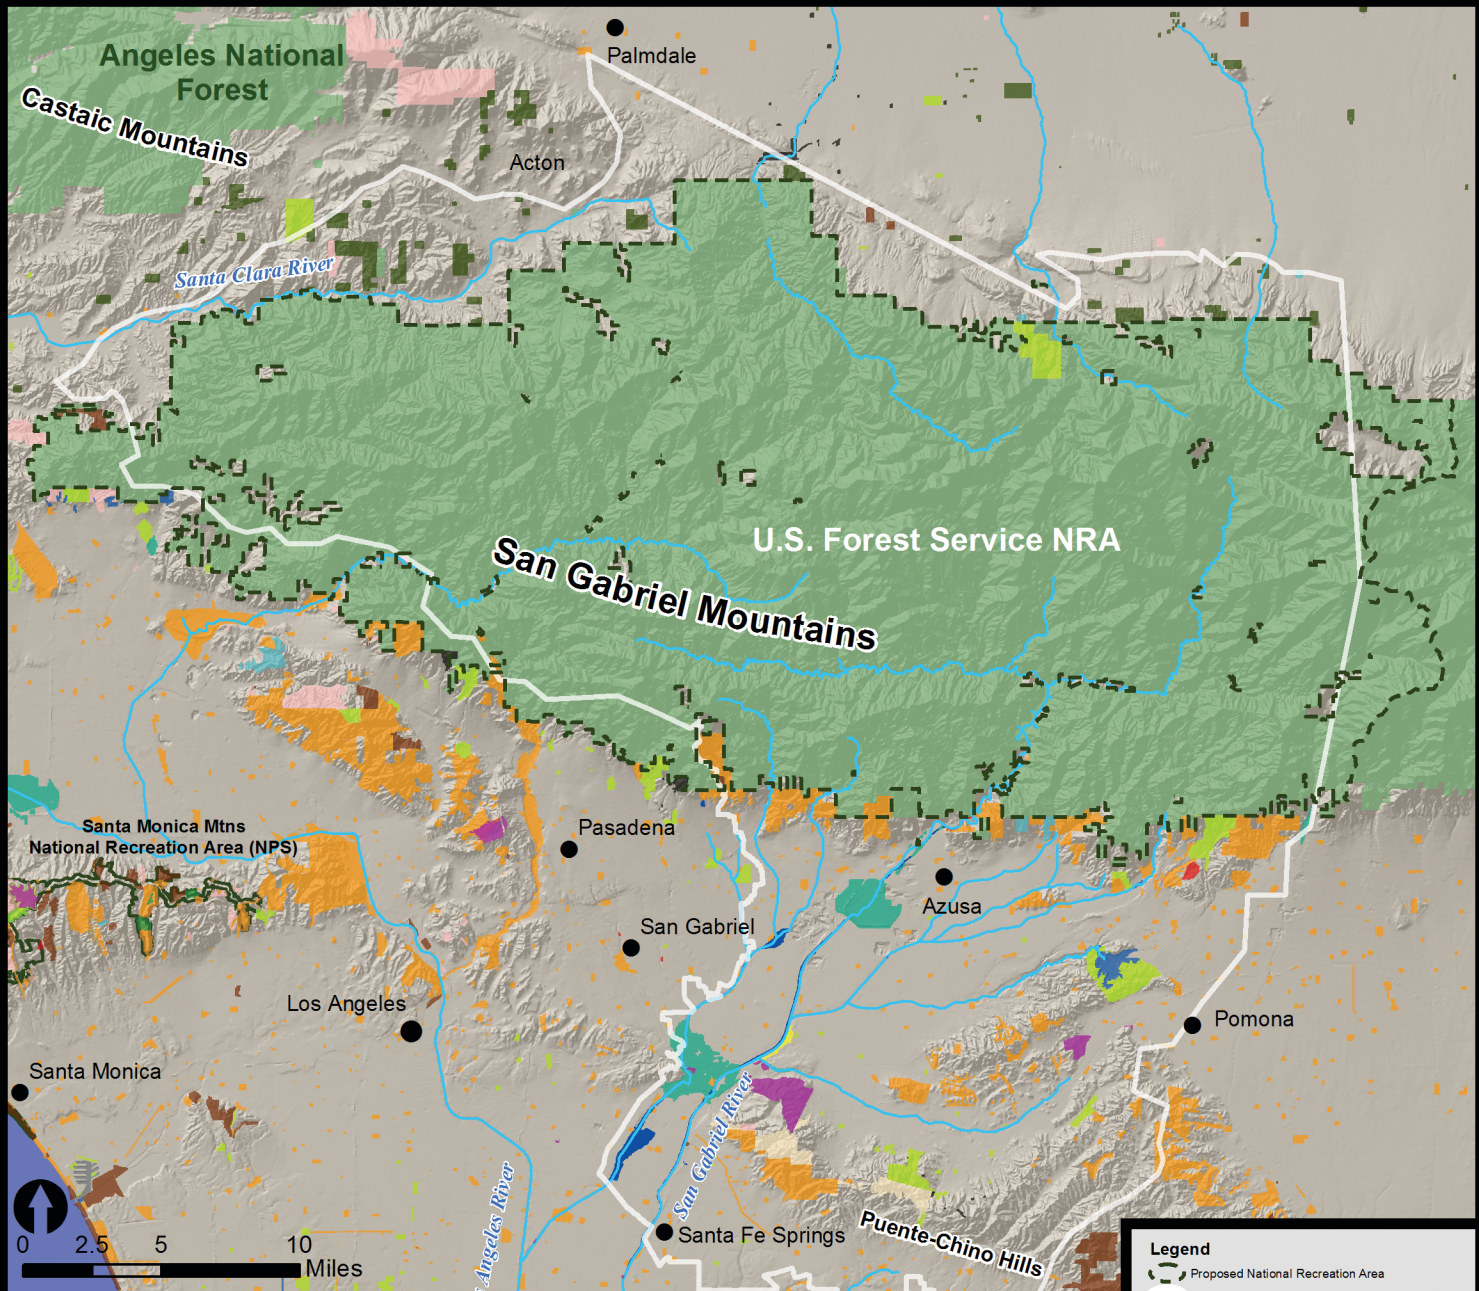 Palmdale
Angeles National
Forest
Castaic Mountains
Acton
Santa Clara River
U.S. Forest Service NRA
San Gabriel Mountains
Santa Monica Mtns
National Recreation Area (NPS)
Pasadena
Azusa
San Gabriel
Los Angeles
Pomona
Santa Monica
San Gabriel River
Angeles River
Santa Fe Springs
Puente-Chino Hills
0 2.5 5 10
Miles
Legend
Proposed National Recreation Area